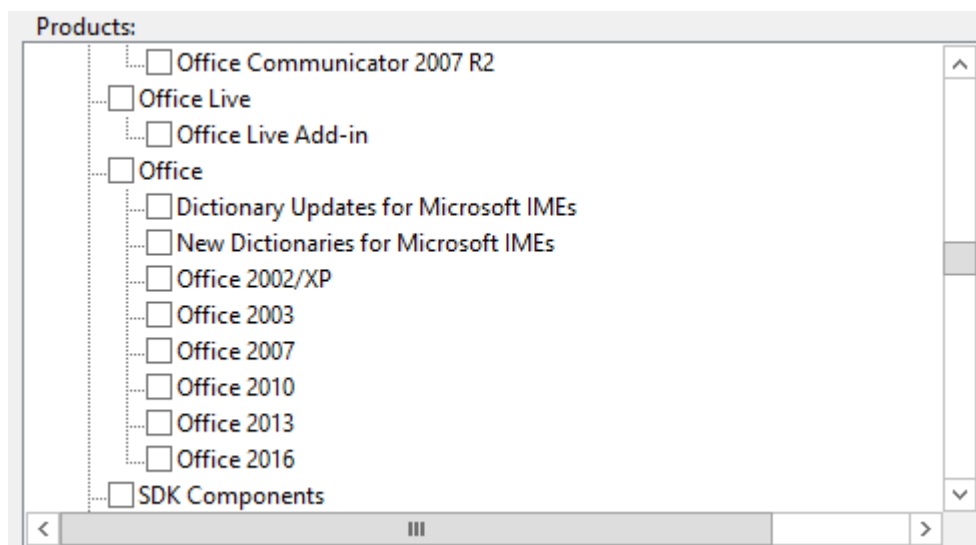 Products:
Office Communicator 2007 R2
Office Live
Office Live Add-in
Office
Dictionary Updates for Microsoft IMEs
New Dictionaries for Microsoft IMEs
Office 2002/XP
Office 2003
Office 2007
Office 2010
Office 2013
Office 2016
SDK Components